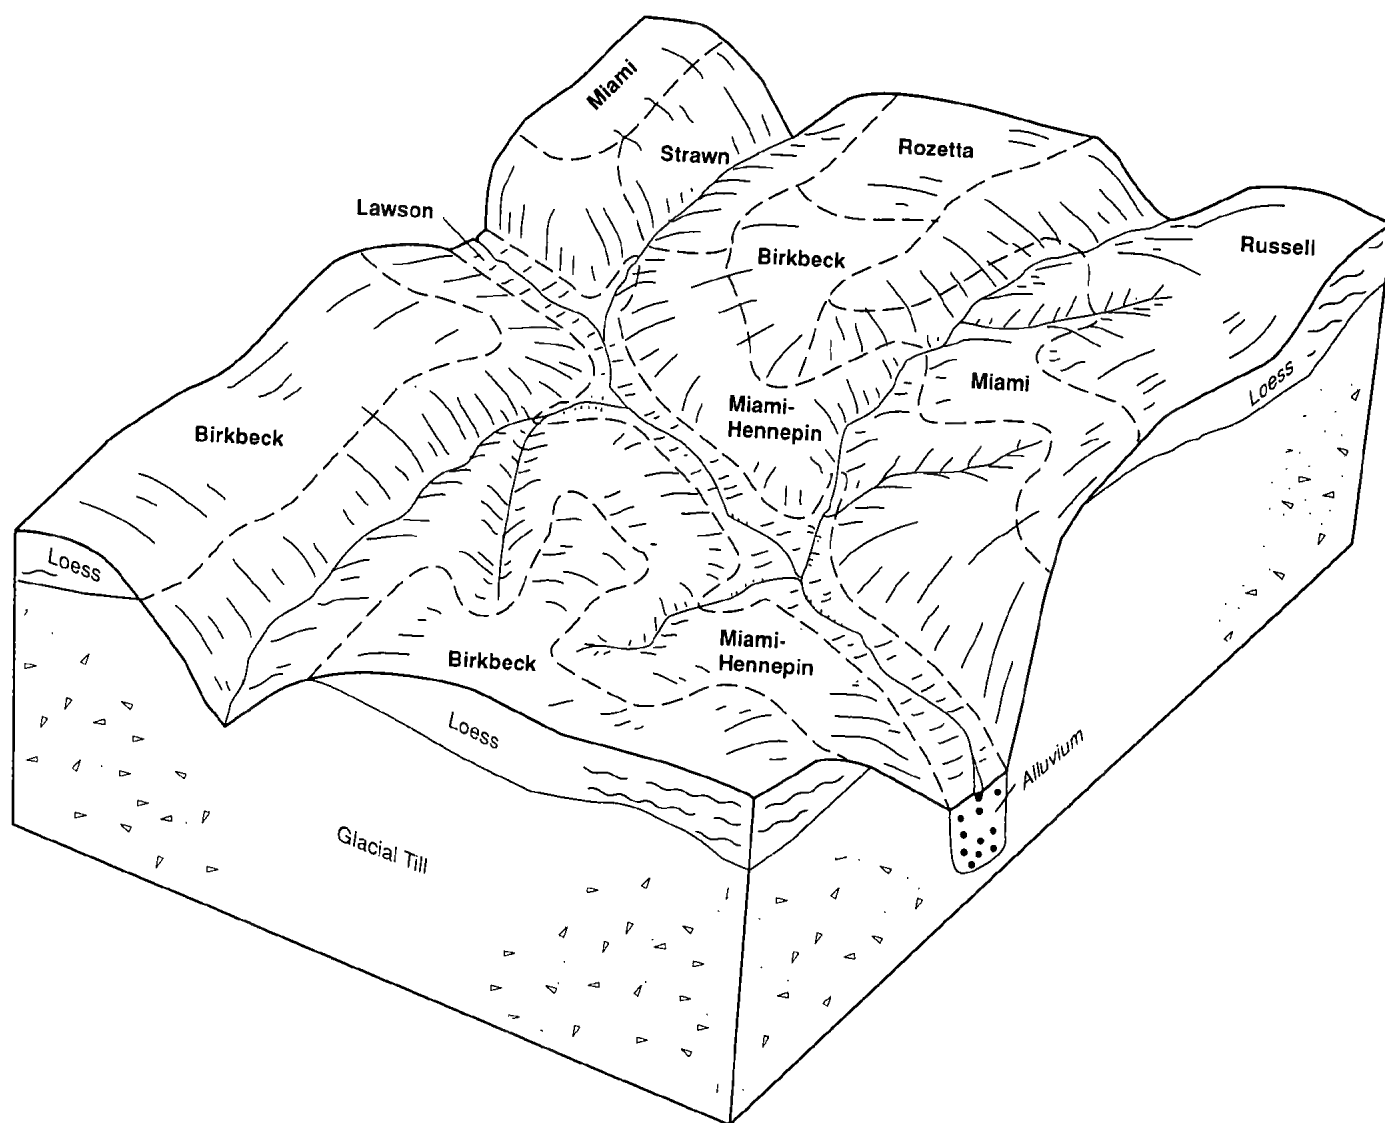 Miami
Strawn
Rozetta
Lawson
Birkbeck
Russell
Miami
Loess
Miami-
Hennepin
Birkbeck
Loess
Birkbeck
Miami-
Hennepin
Loess
Alluvium
Glacial Till